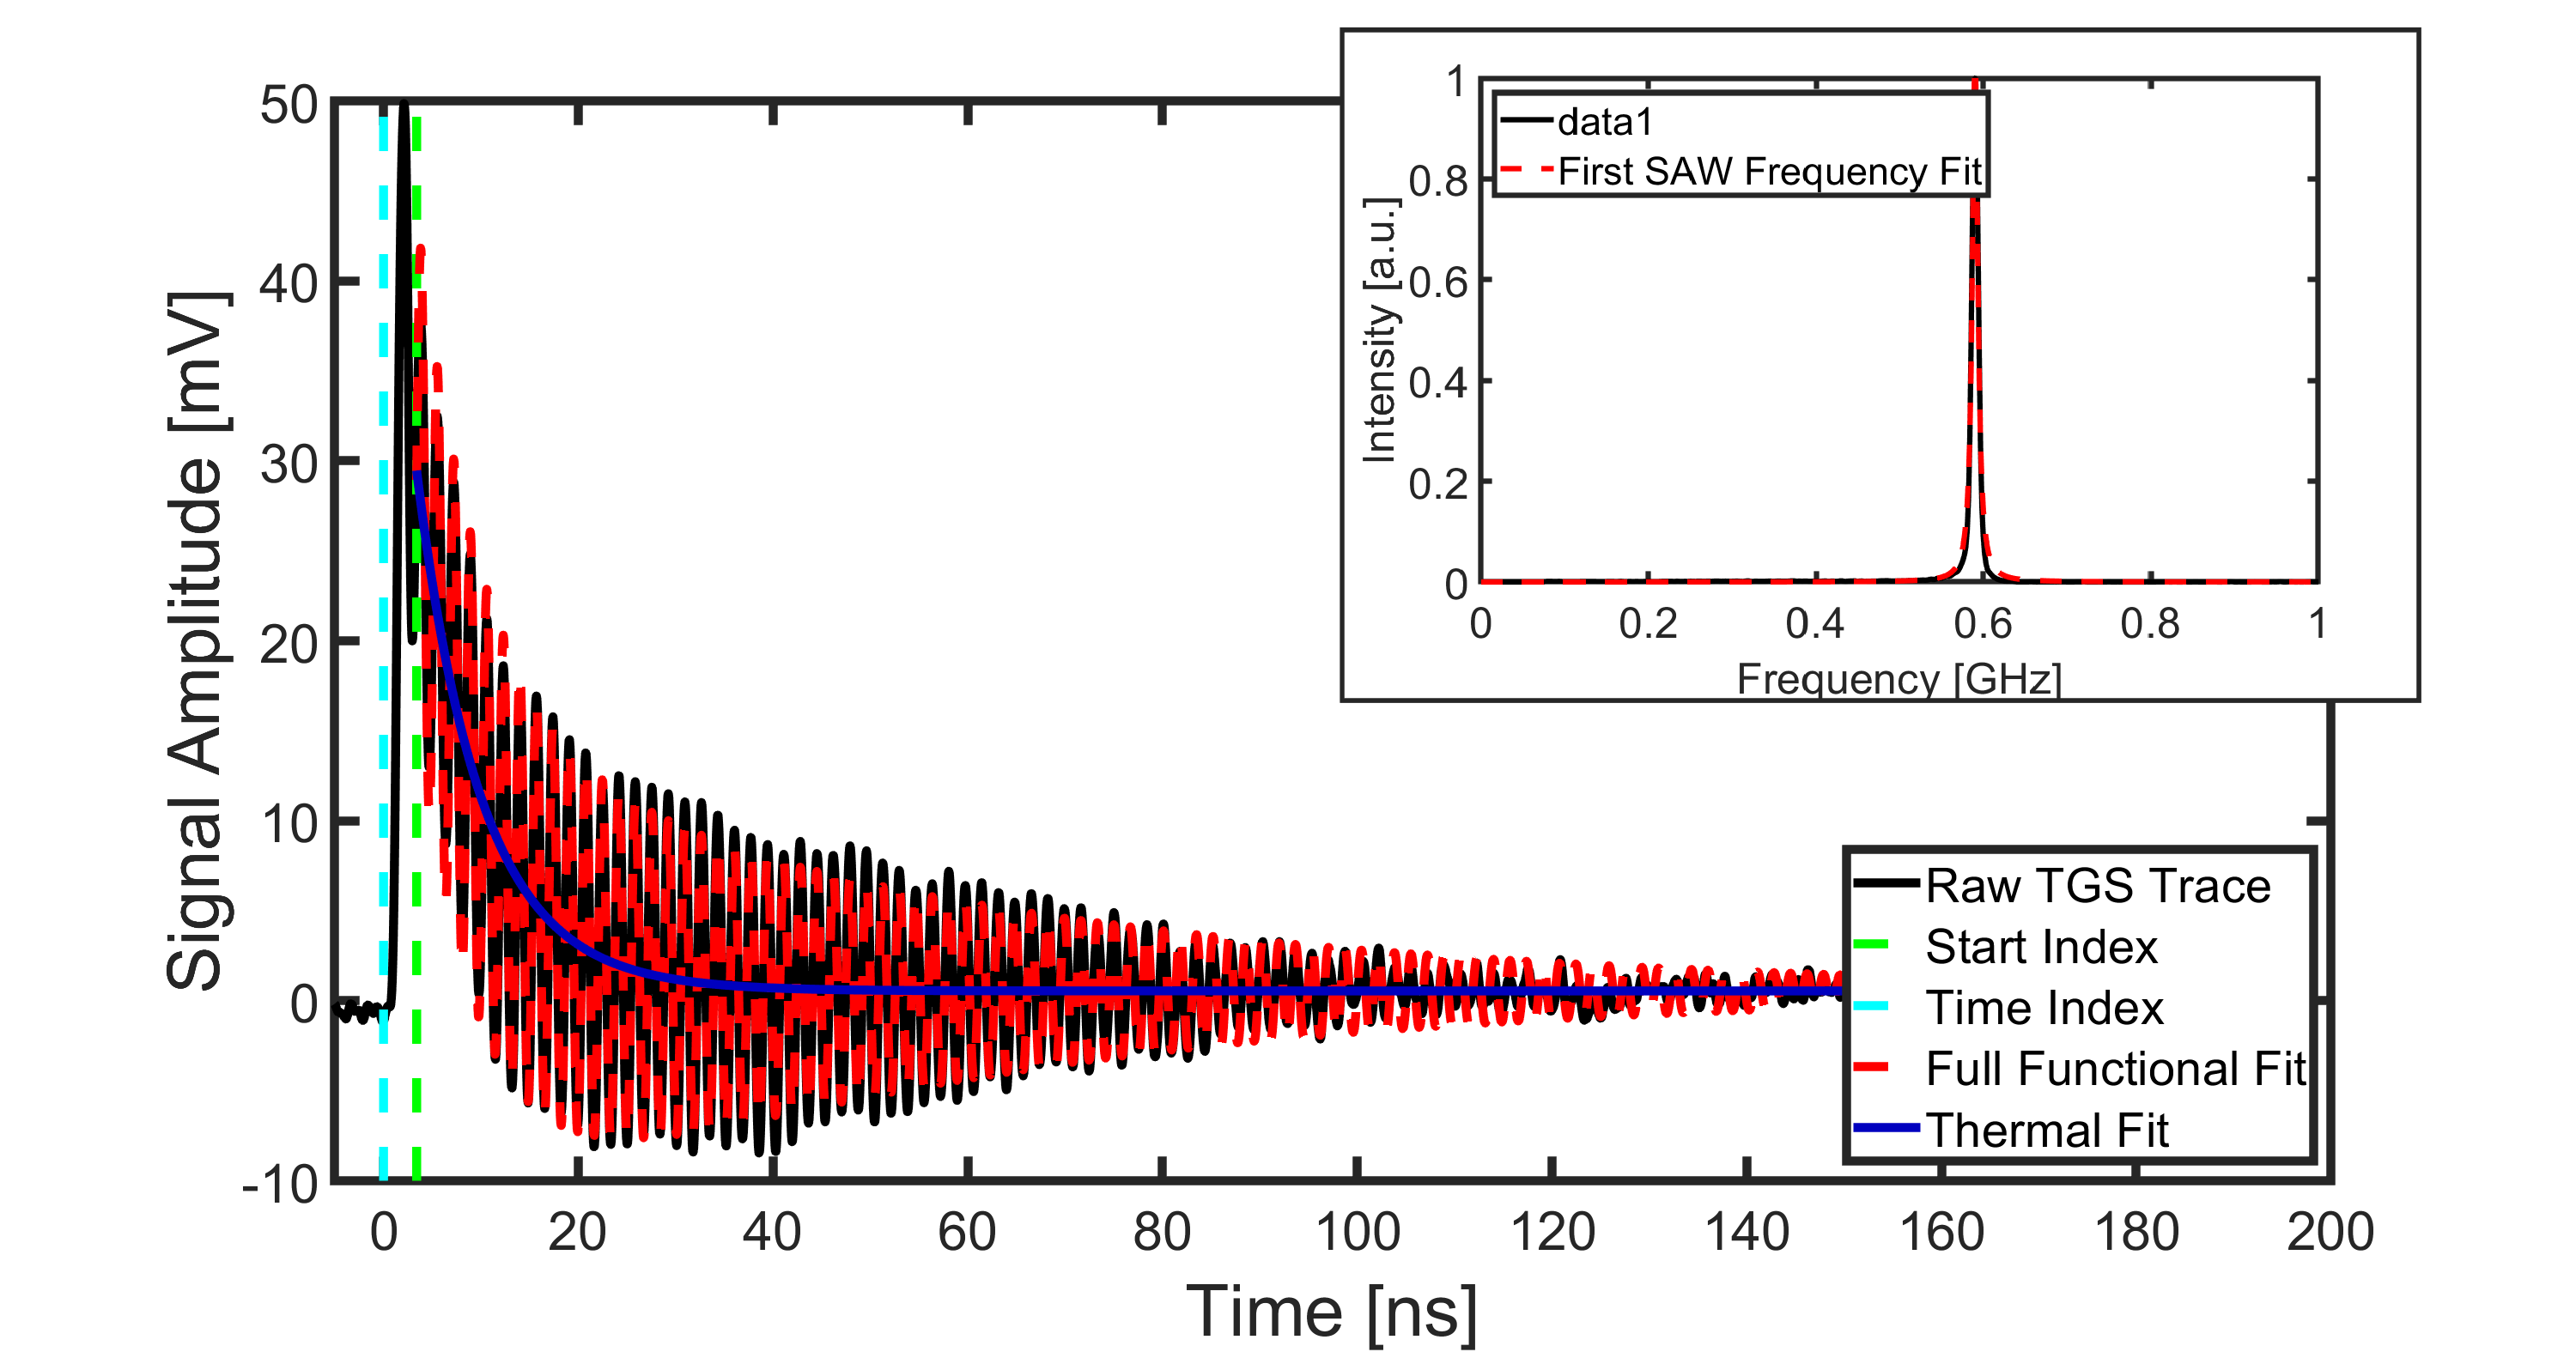 Signal Amplitude [mV]
50
40
30
20
10
0
-10
0 20 40 60 80 100 120 140 160 180 200
Time [ns]
Intensity [a.u.]
1
0.8
0.6
0.4
0.2
0
0 0.2 0.4 0.6 0.8 1
Frequency [GHz]
data1
First SAW Frequency Fit
Raw TGS Trace
Start Index
Time Index
Full Functional Fit
Thermal Fit